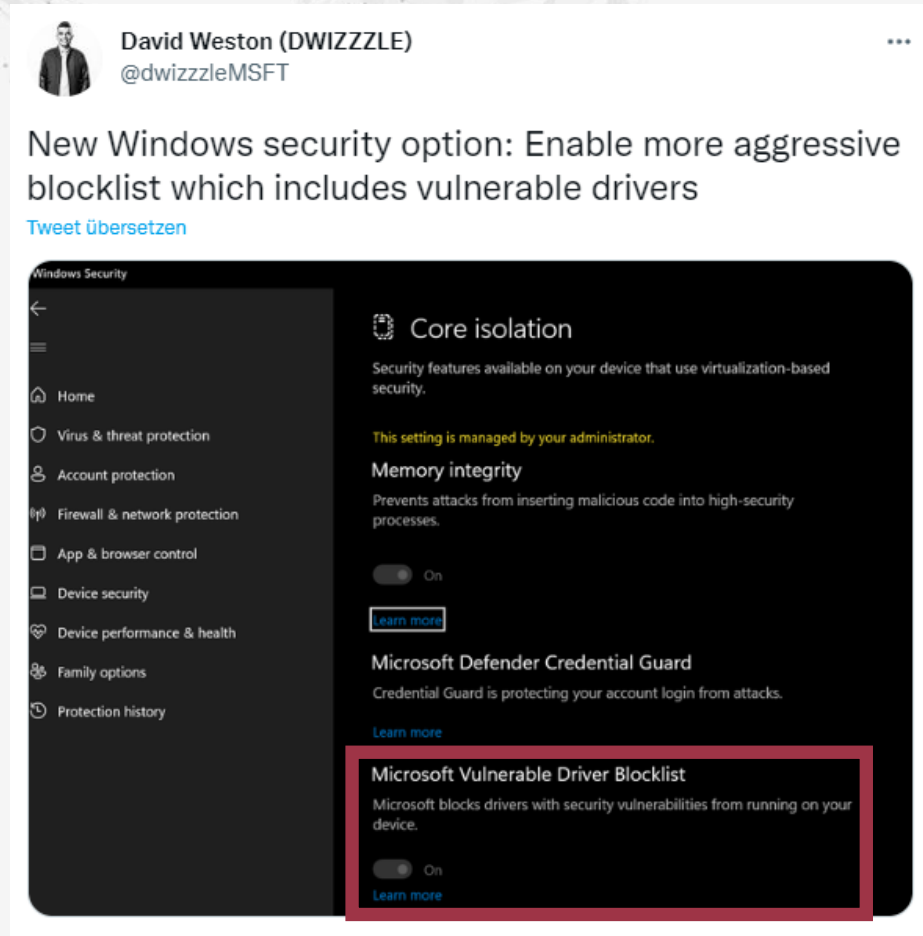 David Weston (DWIZZZLE)
@dwizzzleMSFT
New Windows security option: Enable more aggressive
blocklist which includes vulnerable drivers
Tweet übersetzen
Windows Security
Home
Virus & threat protection
Account protection
Firewall & network protection
App & browser control
Device security
Device performance & health
Family options
Protection history
Core isolation
Security features available on your device that use virtualization-based
security.
This setting is managed by your administrator.
Memory integrity
Prevents attacks from inserting malicious code into high-security
processes.
On
Learn more
Microsoft Defender Credential Guard
Credential Guard is protecting your account login from attacks.
Learn more
Microsoft Vulnerable Driver Blocklist
Microsoft blocks drivers with security vulnerabilities from running on your
device.
On
Learn more